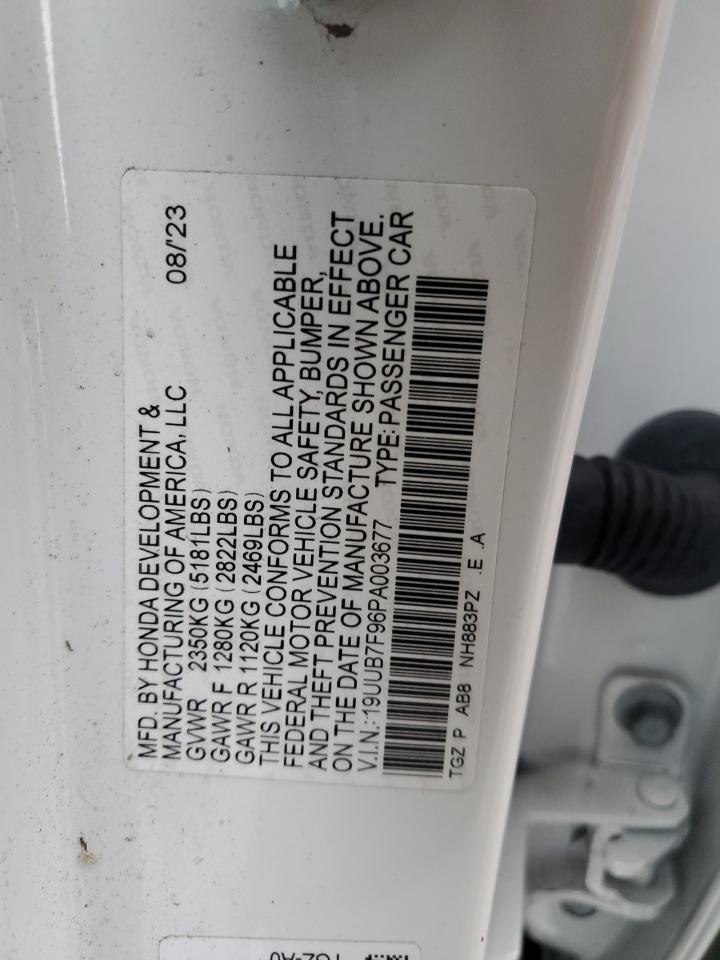 MFD. BY HONDA DEVELOPMENT &
MANUFACTURING OF AMERICA, LLC 08/'23
GVWR 2350KG (5181LBS)
GAWR F 1280KG (2822LBS)
GAWR R 1120KG (2469LBS)
THIS VEHICLE CONFORMS TO ALL APPLICABLE
FEDERAL MOTOR VEHICLE SAFETY, BUMPER,
AND THEFT PREVENTION STANDARDS IN EFFECT
ON THE DATE OF MANUFACTURE SHOWN ABOVE.
V.I.N.: 19UUB7F96PA003677 TYPE: PASSENGER CAR
TGZ P AB8 NH883PZ .E .A